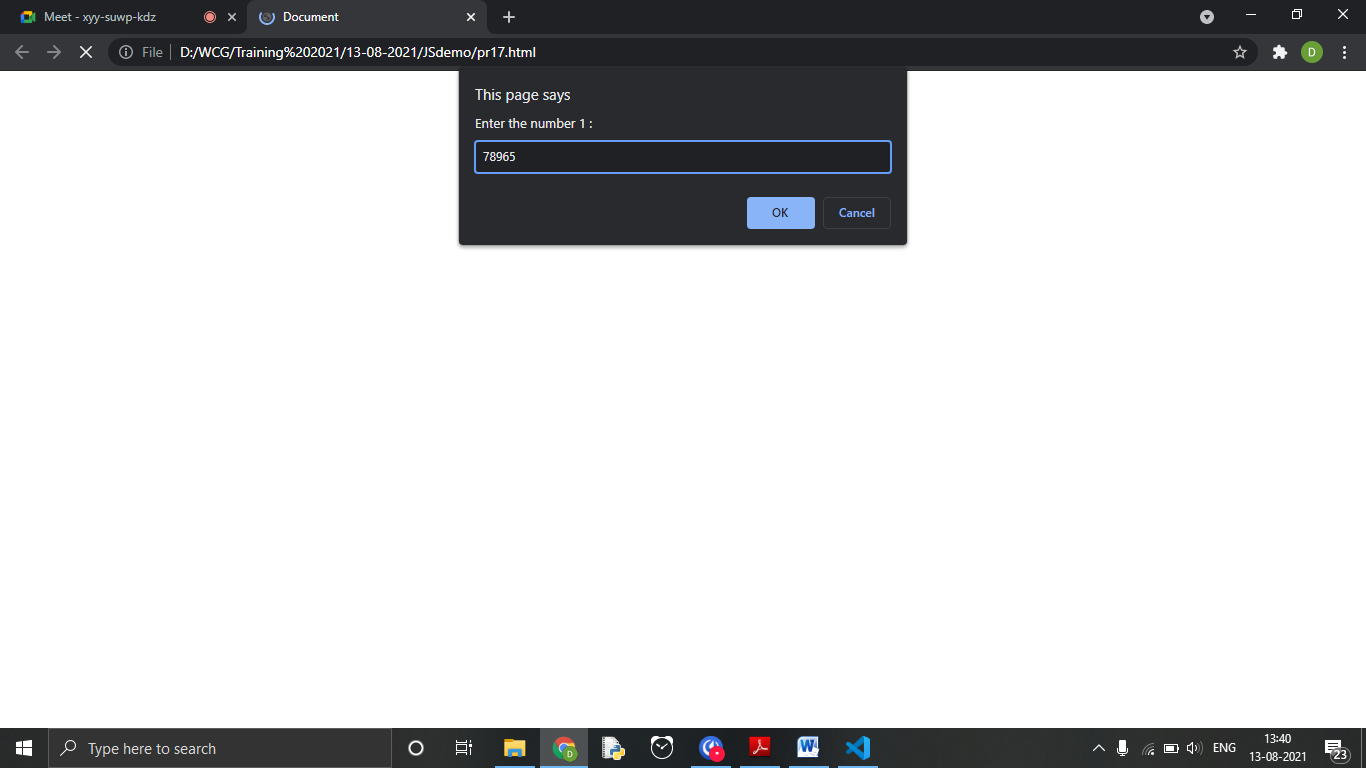 Meet - xyy-suwp-kdz
Document
File
D:/WCG/Training%202021/13-08-2021/JSdemo/pr17.html
D
This page says
Enter the number 1 :
78965
OK
Cancel
Type here to search
D
W
ENG
13:40
13-08-2021
23